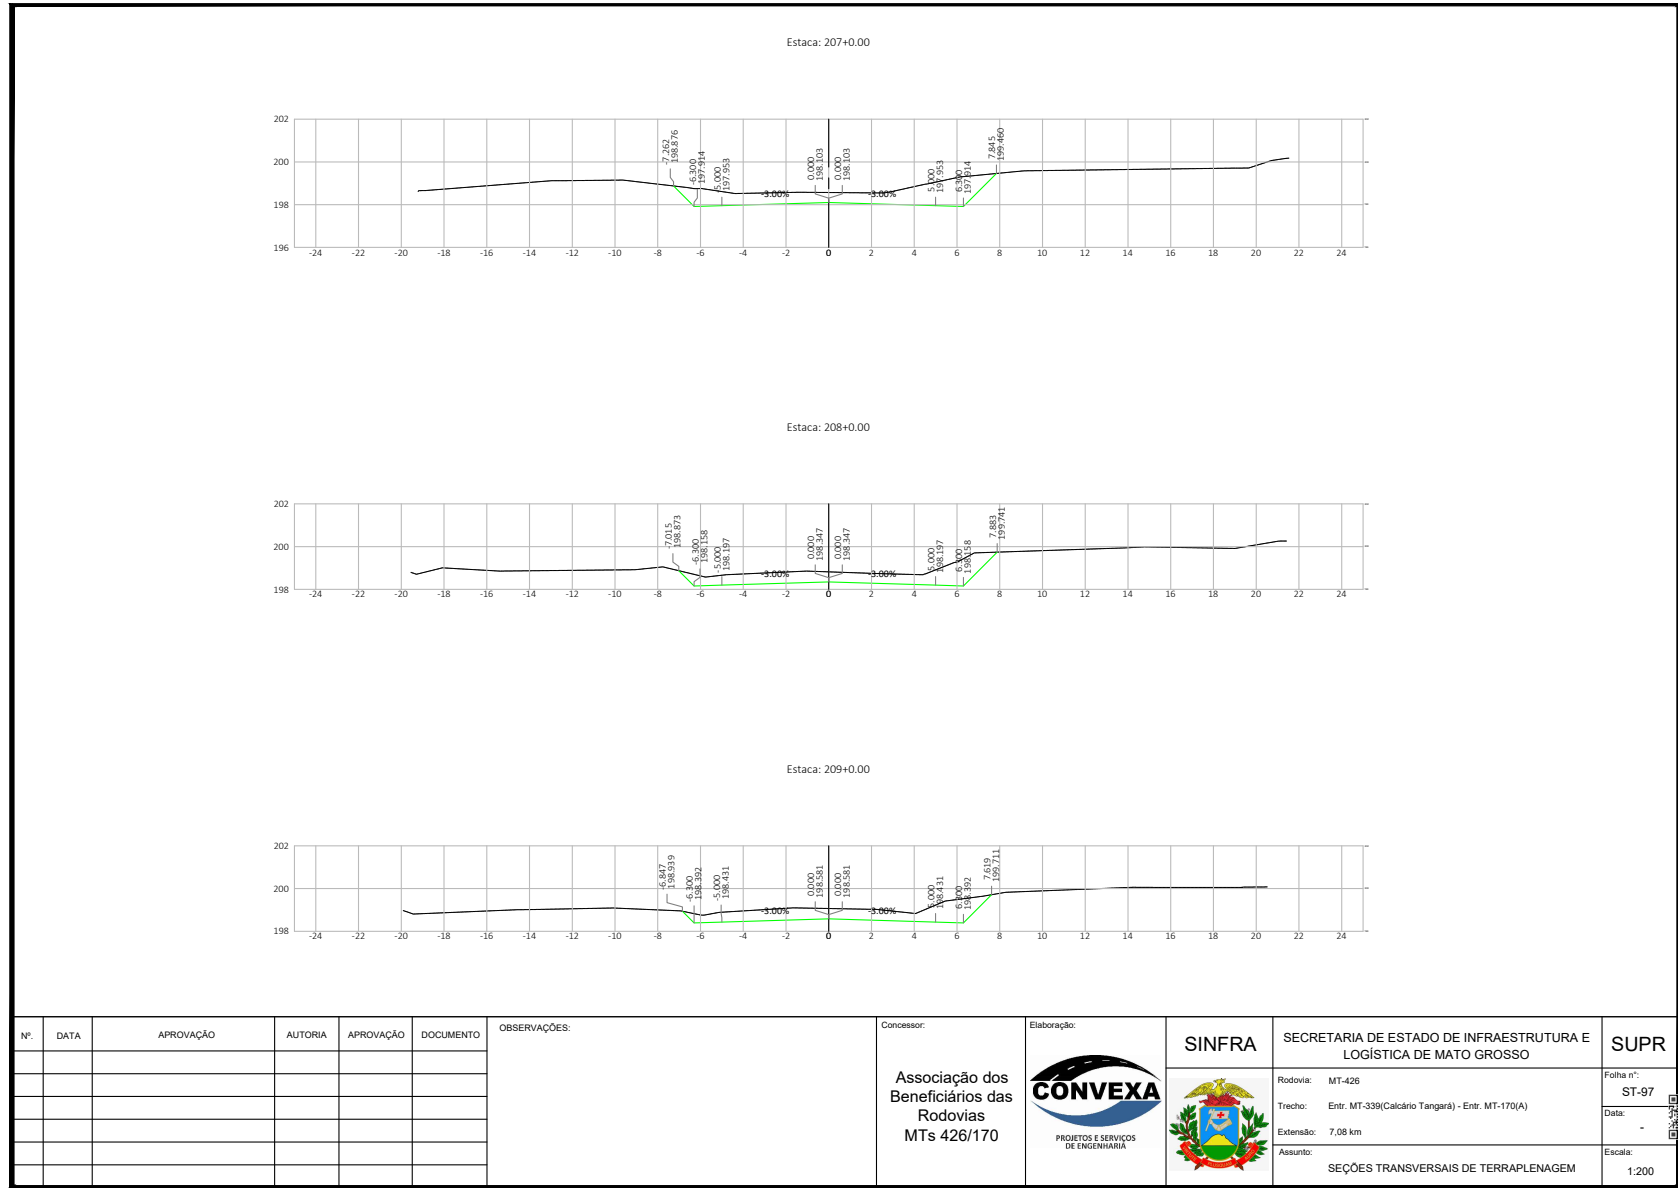 Estaca: 207+0.00
202
200
198
196
-7.262
198.876
-6.300
197.914
-5.000
197.953
-3.00%
0.000
198.103
0.000
198.103
-3.00%
5.000
197.953
6.300
197.914
7.845
199.460
-24 -22 -20 -18 -16 -14 -12 -10 -8 -6 -4 -2 0 2 4 6 8 10 12 14 16 18 20 22 24
Estaca: 208+0.00
202
200
198
-7.015
198.873
-6.300
198.158
-5.000
198.197
-3.00%
0.000
198.347
0.000
198.347
-3.00%
5.000
198.197
6.300
198.158
7.883
199.741
-24 -22 -20 -18 -16 -14 -12 -10 -8 -6 -4 -2 0 2 4 6 8 10 12 14 16 18 20 22 24
Estaca: 209+0.00
202
200
198
-6.847
198.939
-6.300
198.392
-5.000
198.431
-3.00%
0.000
198.581
0.000
198.581
-3.00%
5.000
198.431
6.300
198.392
7.619
199.711
-24 -22 -20 -18 -16 -14 -12 -10 -8 -6 -4 -2 0 2 4 6 8 10 12 14 16 18 20 22 24
Nº. DATA APROVAÇÃO AUTORIA APROVAÇÃO DOCUMENTO
OBSERVAÇÕES:
Concessor:
Associação dos
Beneficiários das
Rodovias
MTs 426/170
Elaboração:
CONVEXA
PROJETOS E SERVIÇOS
DE ENGENHARIA
SINFRA
SECRETARIA DE ESTADO DE INFRAESTRUTURA E
LOGÍSTICA DE MATO GROSSO
SUPR
Rodovia: MT-426
Trecho: Entr. MT-339(Calcário Tangará) - Entr. MT-170(A)
Extensão: 7,08 km
Assunto:
SEÇÕES TRANSVERSAIS DE TERRAPLENAGEM
Folha n°:
ST-97
Data:
-
Escala:
1:200